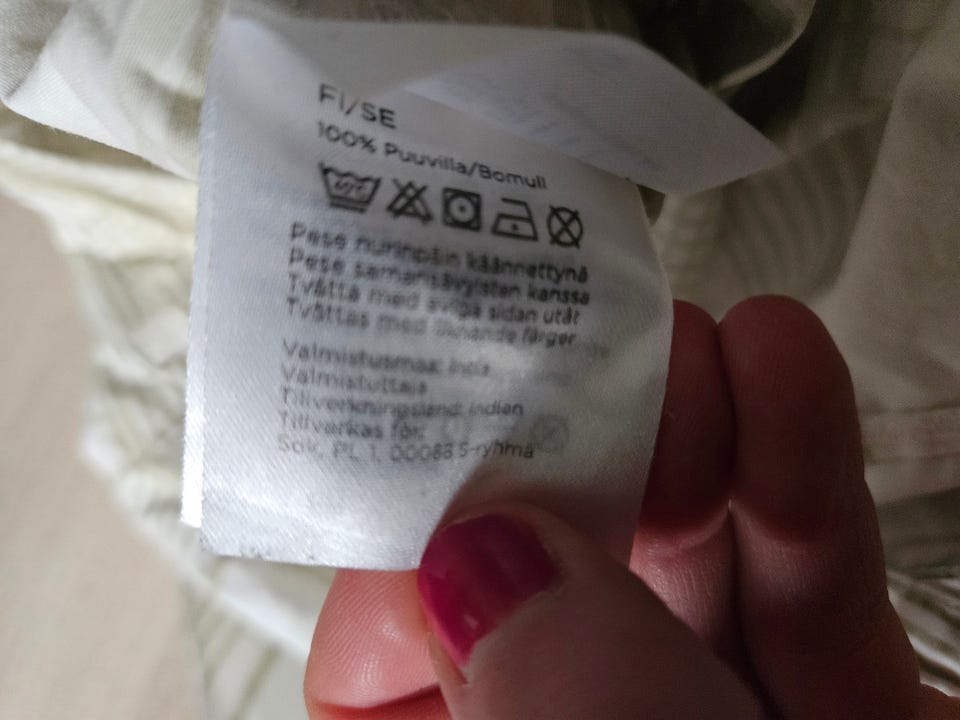 FI/SE
100% Puuvilla/Bomull
Pese nurinpäin käännettynä
Pese samansävyisten kanssa
Tvätta med aviga sidan utåt
Tvättas med liknande färger
Valmistusmaa: Intia
Valmistuttaja
Tillverkningsland: Indien
Tillverkas för:
Sok, PL 1, 00088 S-ryhmä